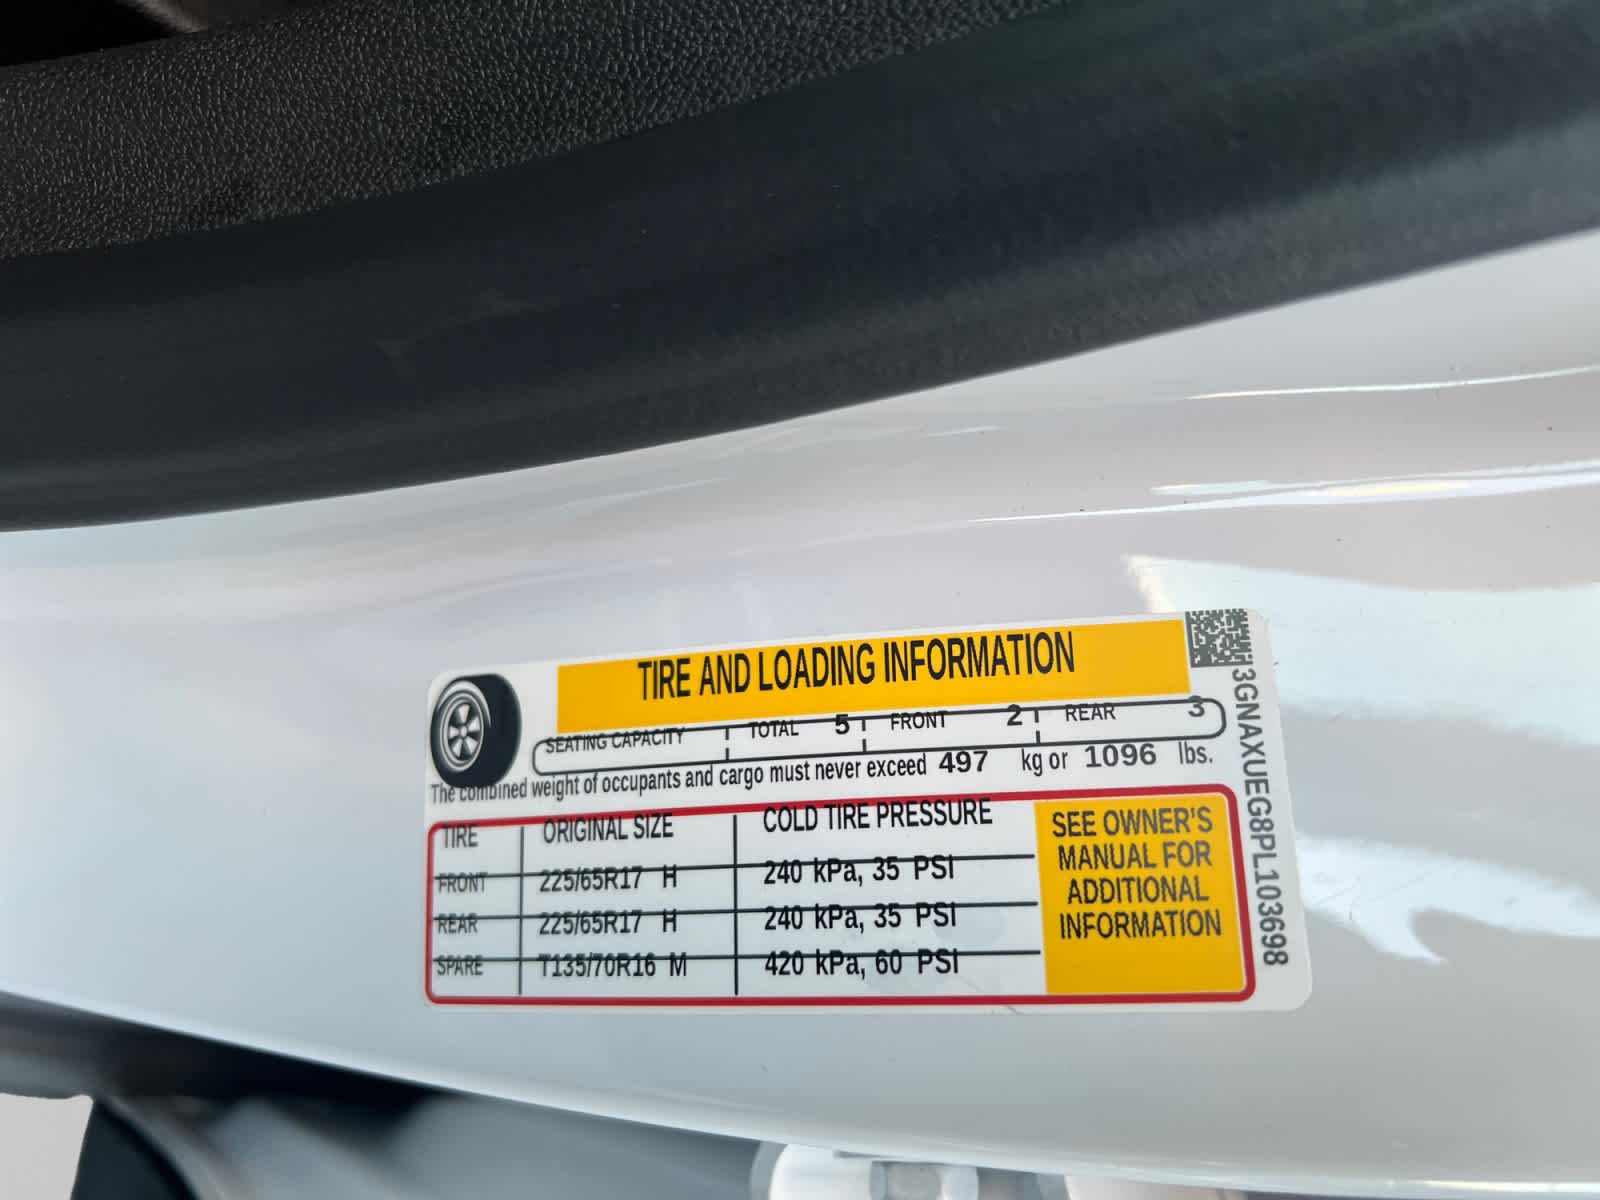 TIRE AND LOADING INFORMATION
SEATING CAPACITY TOTAL 5 FRONT 2 REAR 3
The combined weight of occupants and cargo must never exceed 497 kg or 1096 lbs.
TIRE ORIGINAL SIZE COLD TIRE PRESSURE
FRONT 225/65R17 H 240 kPa, 35 PSI
REAR 225/65R17 H 240 kPa, 35 PSI
SPARE T135/70R16 M 420 kPa, 60 PSI
SEE OWNER'S
MANUAL FOR
ADDITIONAL
INFORMATION
3GNAXUEG8PL103698